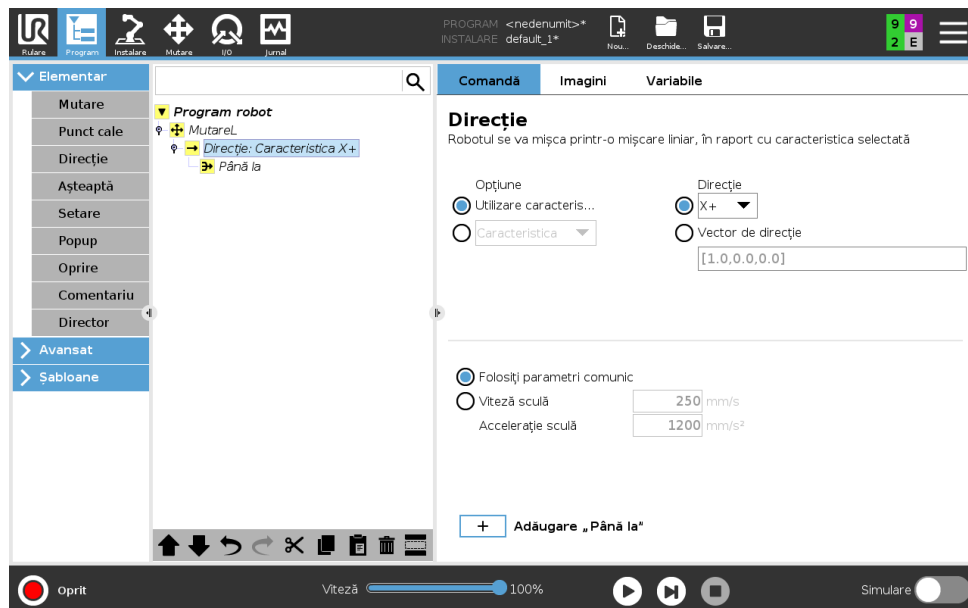 PROGRAM <nedenumit>*
INSTALARE default_1*
Rulare
Program
Instalare
Mutare
I/O
Jurnal
Nou...
Deschide...
Salvare...
9 9
2 E
Elementar
Mutare
Punct cale
Direcție
Așteaptă
Setare
Popup
Oprire
Comentariu
Director
Avansat
Șabloane
Program robot
MutareL
Direcție: Caracteristica X+
Până la
Comandă
Imagini
Variabile
Direcție
Robotul se va mișca printr-o mișcare liniar, în raport cu caracteristica selectată
Opțiune
Utilizare caracteris...
Caracteristica
Direcție
X+
Vector de direcție
[1.0,0.0,0.0]
Folosiți parametri comunic
Viteză sculă 250 mm/s
Accelerație sculă 1200 mm/s²
+ Adăugare „Până la”
Oprit
Viteză 100%
Simulare